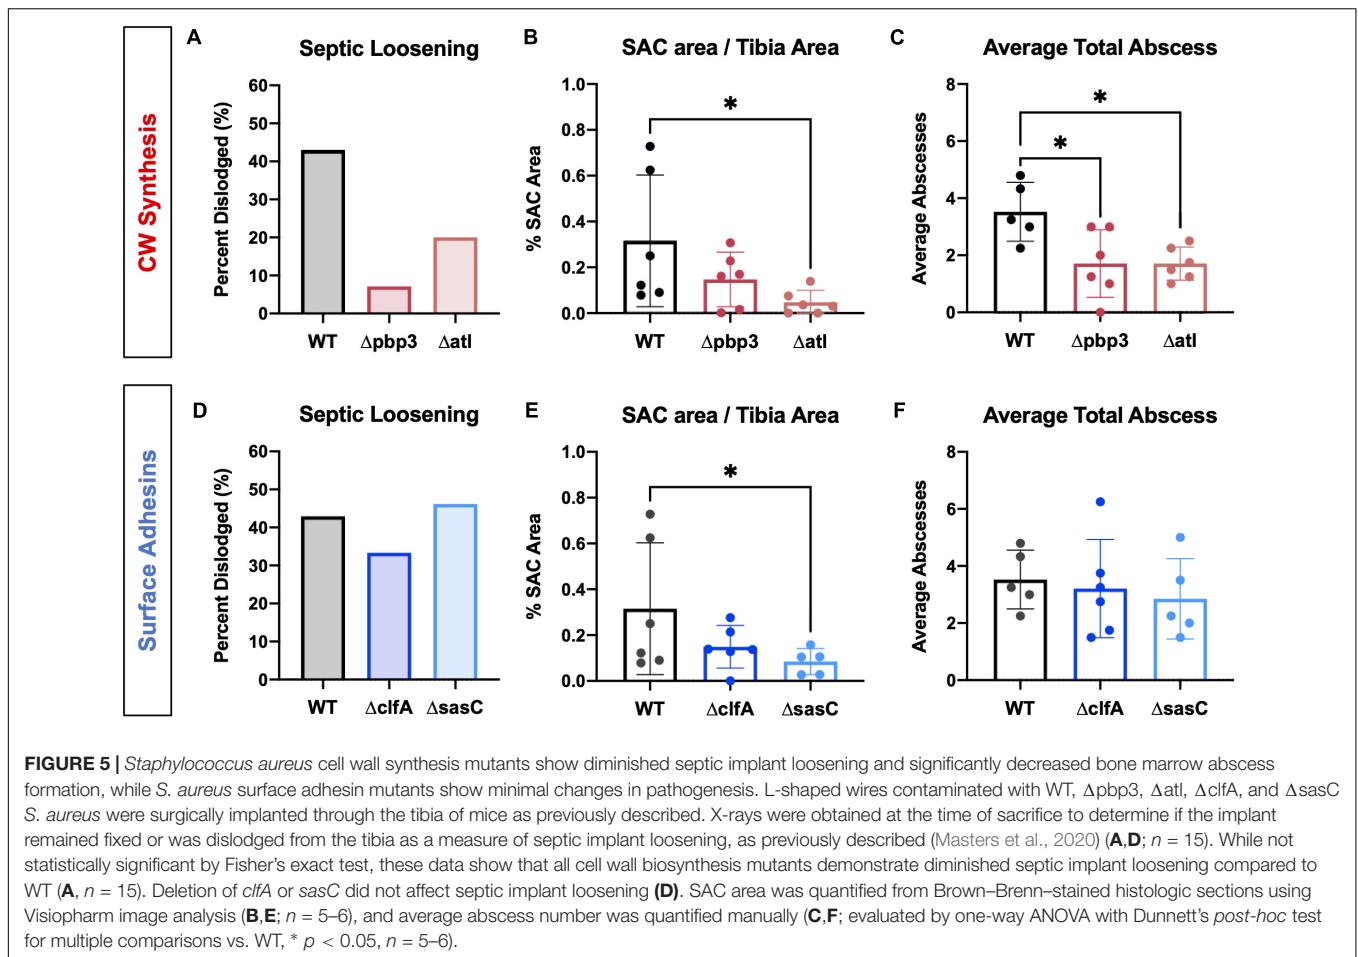 CW Synthesis
A
Septic Loosening
Percent Dislodged (%)
60
50
40
30
20
10
0
WT Δpbp3 Δatl
B
SAC area / Tibia Area
% SAC Area
1.0
0.8
0.6
0.4
0.2
0.0
*
WT Δpbp3 Δatl
C
Average Total Abscess
Average Abscesses
8
6
4
2
0
*
*
WT Δpbp3 Δatl
Surface Adhesins
D
Septic Loosening
Percent Dislodged (%)
60
50
40
30
20
10
0
WT ΔclfA ΔsasC
E
SAC area / Tibia Area
% SAC Area
1.0
0.8
0.6
0.4
0.2
0.0
*
WT ΔclfA ΔsasC
F
Average Total Abscess
Average Abscesses
8
6
4
2
0
WT ΔclfA ΔsasC
FIGURE 5 | Staphylococcus aureus cell wall synthesis mutants show diminished septic implant loosening and significantly decreased bone marrow abscess
formation, while S. aureus surface adhesin mutants show minimal changes in pathogenesis. L-shaped wires contaminated with WT, Δpbp3, Δatl, ΔclfA, and ΔsasC
S. aureus were surgically implanted through the tibia of mice as previously described. X-rays were obtained at the time of sacrifice to determine if the implant
remained fixed or was dislodged from the tibia as a measure of septic implant loosening, as previously described (Masters et al., 2020) (A,D; n = 15). While not
statistically significant by Fisher's exact test, these data show that all cell wall biosynthesis mutants demonstrate diminished septic implant loosening compared to
WT (A, n = 15). Deletion of clfA or sasC did not affect septic implant loosening (D). SAC area was quantified from Brown–Brenn–stained histologic sections using
Visiopharm image analysis (B,E; n = 5–6), and average abscess number was quantified manually (C,F; evaluated by one-way ANOVA with Dunnett's post-hoc test
for multiple comparisons vs. WT, * p < 0.05, n = 5–6).